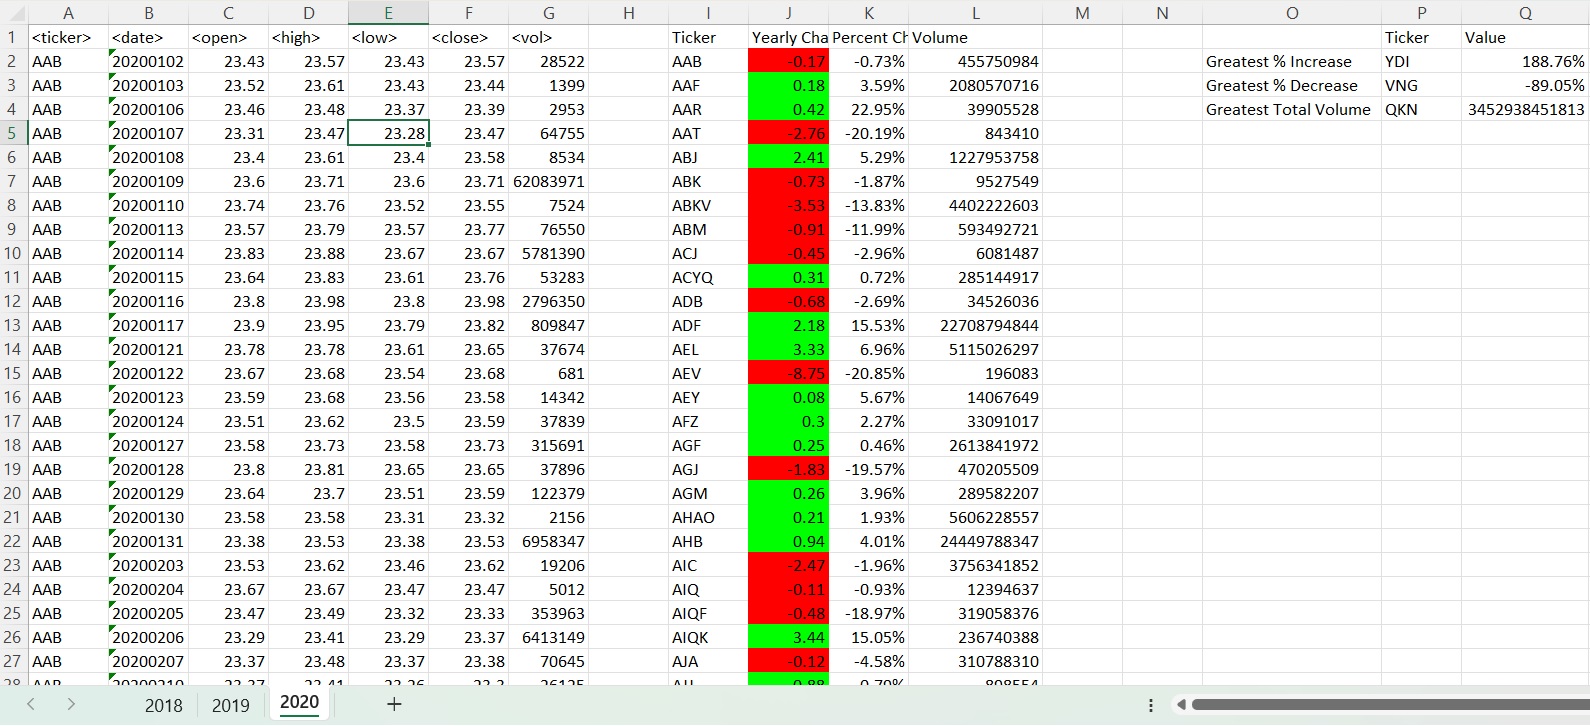 A B C D E F G H I J K L M N O P Q
1 <ticker> <date> <open> <high> <low> <close> <vol> Ticker Yearly Cha Percent Ch Volume Ticker Value
2 AAB 20200102 23.43 23.57 23.43 23.57 28522 AAB -0.17 -0.73% 455750984 Greatest % Increase YDI 188.76%
3 AAB 20200103 23.52 23.61 23.43 23.44 1399 AAF 0.18 3.59% 2080570716 Greatest % Decrease VNG -89.05%
4 AAB 20200106 23.46 23.48 23.37 23.39 2953 AAR 0.42 22.95% 39905528 Greatest Total Volume QKN 3452938451813
5 AAB 20200107 23.31 23.47 23.28 23.47 64755 AAT -2.76 -20.19% 843410
6 AAB 20200108 23.4 23.61 23.4 23.58 8534 ABJ 2.41 5.29% 1227953758
7 AAB 20200109 23.6 23.71 23.6 23.71 62083971 ABK -0.73 -1.87% 9527549
8 AAB 20200110 23.74 23.76 23.52 23.55 7524 ABKV -3.53 -13.83% 4402222603
9 AAB 20200113 23.57 23.79 23.57 23.77 76550 ABM -0.91 -11.99% 593492721
10 AAB 20200114 23.83 23.88 23.67 23.67 5781390 ACJ -0.45 -2.96% 6081487
11 AAB 20200115 23.64 23.83 23.61 23.76 53283 ACYQ 0.31 0.72% 285144917
12 AAB 20200116 23.8 23.98 23.8 23.98 2796350 ADB -0.68 -2.69% 34526036
13 AAB 20200117 23.9 23.95 23.79 23.82 809847 ADF 2.18 15.53% 22708794844
14 AAB 20200121 23.78 23.78 23.61 23.65 37674 AEL 3.33 6.96% 5115026297
15 AAB 20200122 23.67 23.68 23.54 23.68 681 AEV -8.75 -20.85% 196083
16 AAB 20200123 23.59 23.68 23.56 23.58 14342 AEY 0.08 5.67% 14067649
17 AAB 20200124 23.51 23.62 23.5 23.59 37839 AFZ 0.3 2.27% 33091017
18 AAB 20200127 23.58 23.73 23.58 23.73 315691 AGF 0.25 0.46% 2613841972
19 AAB 20200128 23.8 23.81 23.65 23.65 37896 AGJ -1.83 -19.57% 470205509
20 AAB 20200129 23.64 23.7 23.51 23.59 122379 AGM 0.26 3.96% 289582207
21 AAB 20200130 23.58 23.58 23.31 23.32 2156 AHAO 0.21 1.93% 5606228557
22 AAB 20200131 23.38 23.53 23.38 23.53 6958347 AHB 0.94 4.01% 24449788347
23 AAB 20200203 23.53 23.62 23.46 23.62 19206 AIC -2.47 -1.96% 3756341852
24 AAB 20200204 23.67 23.67 23.47 23.47 5012 AIQ -0.11 -0.93% 12394637
25 AAB 20200205 23.47 23.49 23.32 23.33 353963 AIQF -0.48 -18.97% 319058376
26 AAB 20200206 23.29 23.41 23.29 23.37 6413149 AIQK 3.44 15.05% 236740388
27 AAB 20200207 23.37 23.48 23.37 23.38 70645 AJA -0.12 -4.58% 310788310
2018 2019 2020 +